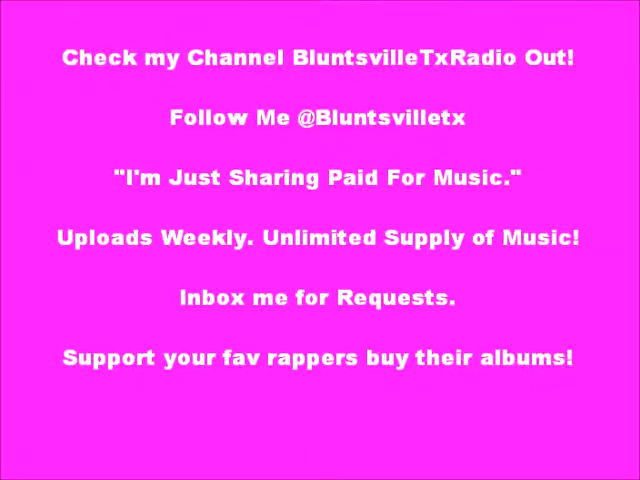 Check my Channel BluntsvilleTxRadio Out!
Follow Me @Bluntsvilletx
"I'm Just Sharing Paid For Music."
Uploads Weekly. Unlimited Supply of Music!
Inbox me for Requests.
Support your fav rappers buy their albums!